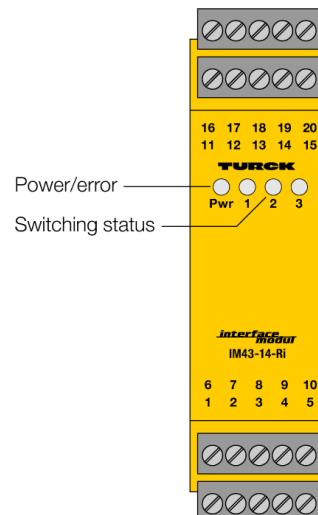 16 17 18 19 20
11 12 13 14 15
TURCK
Power/error
Pwr 1 2 3
Switching status
interface
modul
IM43-14-Ri
6 7 8 9 10
1 2 3 4 5